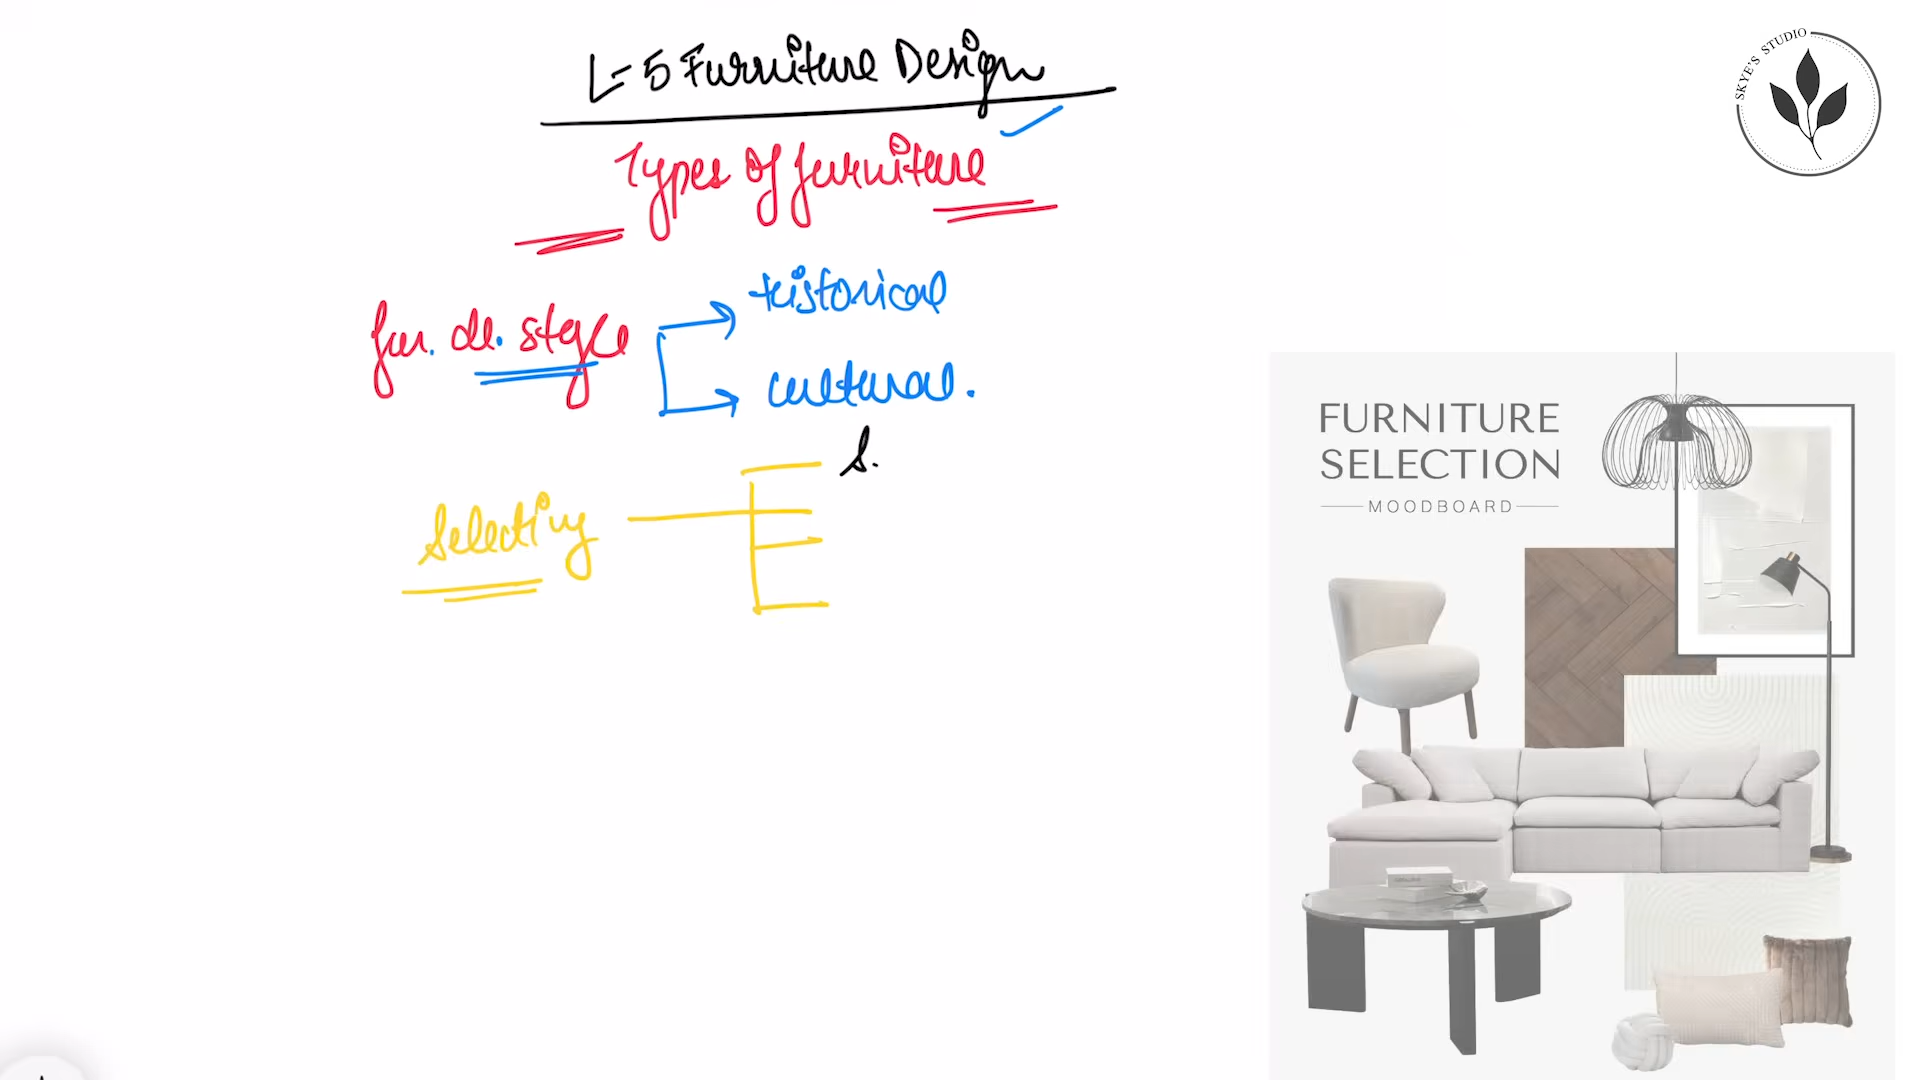 L-5 Furniture Design
Types of furniture
fur. de. style
Historical
cultural.
Selecting
S.
SKYE'S STUDIO
FURNITURE
SELECTION
MOODBOARD